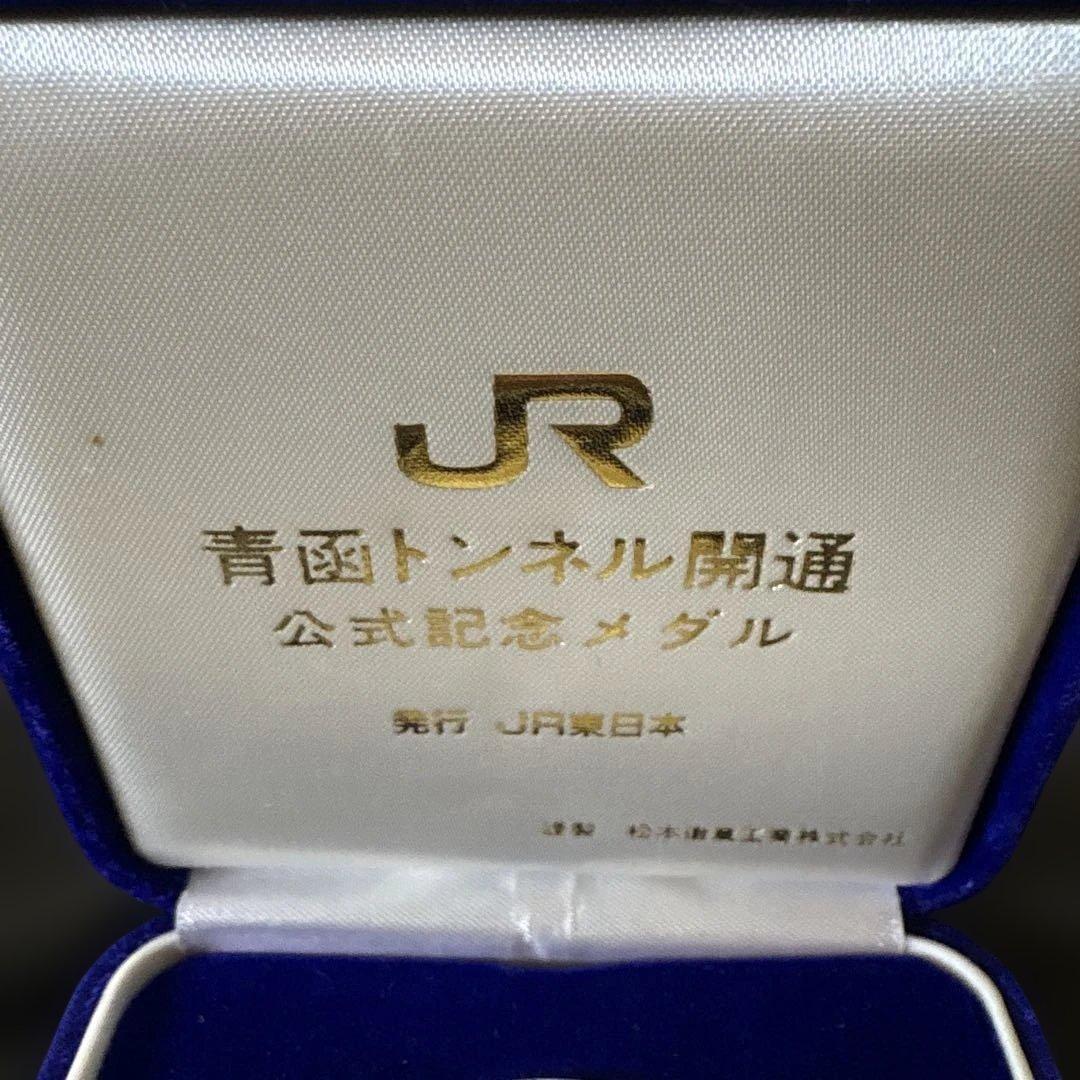 JR
青函トンネル開通
公式記念メダル
発行 JR東日本
謹製 松本徽章工業株式会社